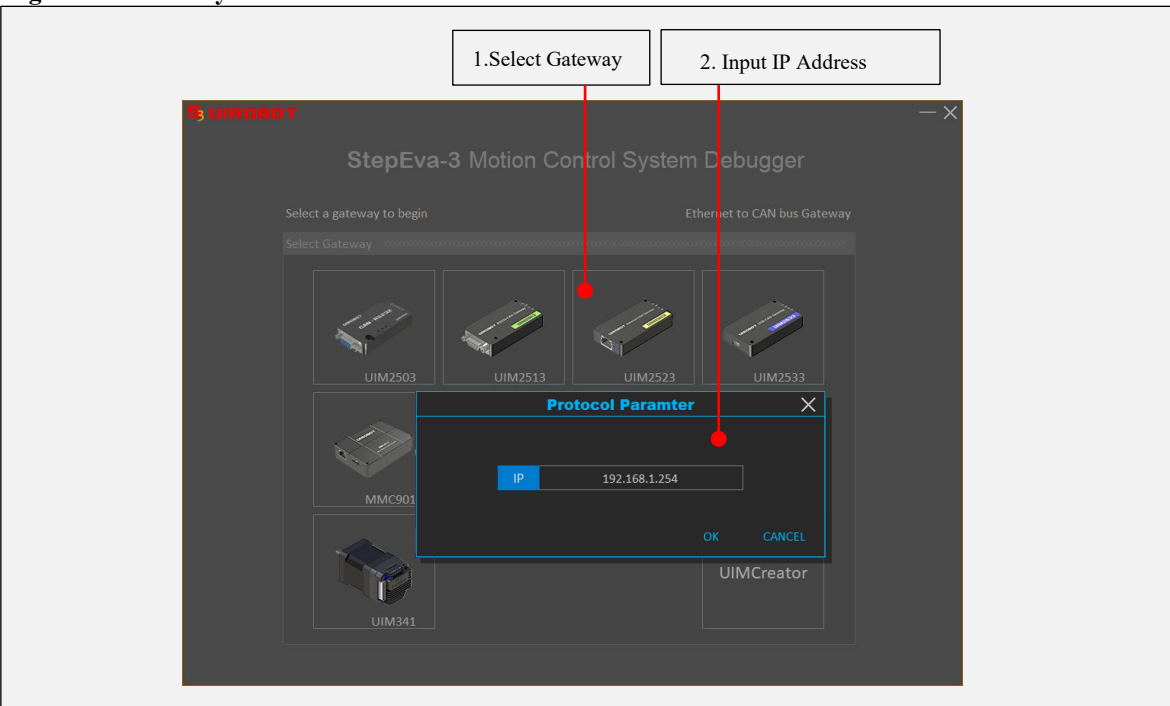 1.Select Gateway
2. Input IP Address
UIROBOT
StepEva-3 Motion Control System Debugger
Select a gateway to begin
Ethernet to CAN bus Gateway
Select Gateway
UIM2503
UIM2513
UIM2523
UIM2533
Protocol Paramter
IP
192.168.1.254
MMC901
OK
CANCEL
UIMCreator
UIM341